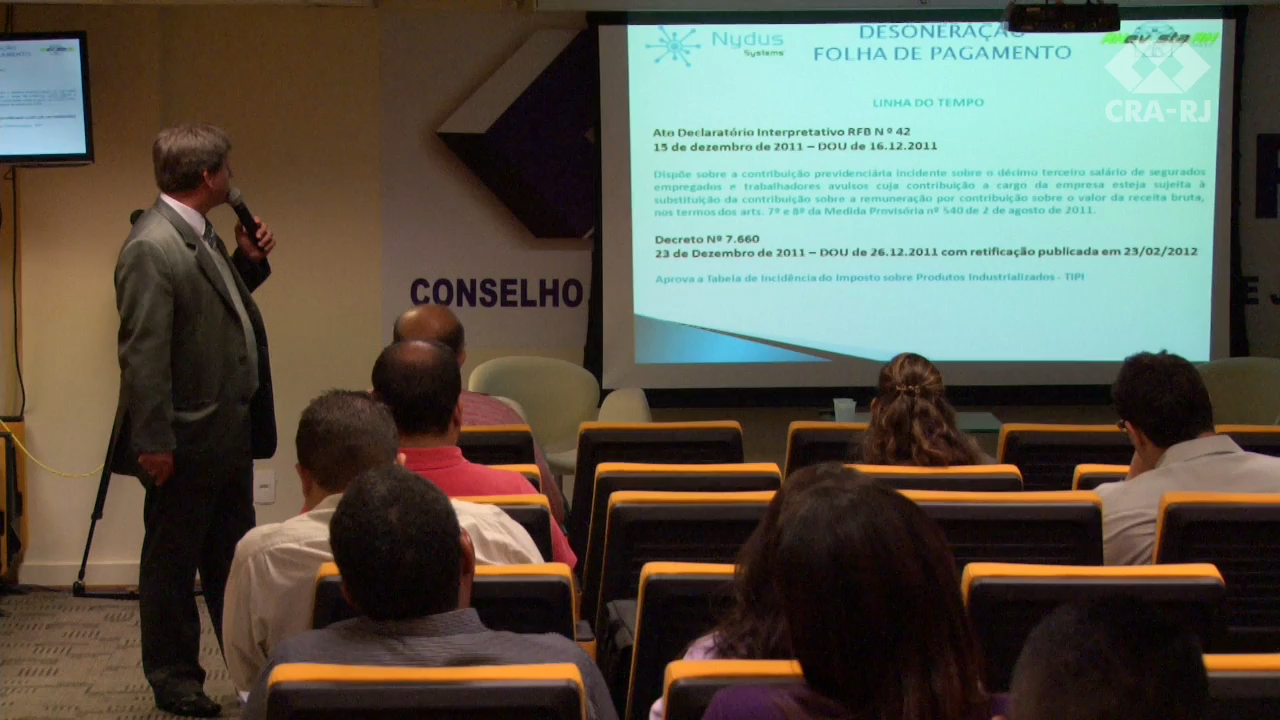 DESONERAÇÃO
FOLHA DE PAGAMENTO
Nydus
Systems
CRA-RJ
LINHA DO TEMPO
Ato Declaratório Interpretativo RFB N º 42
15 de dezembro de 2011 – DOU de 16.12.2011
Dispõe sobre a contribuição previdenciária incidente sobre o décimo terceiro salário de segurados
empregados e trabalhadores avulsos cuja contribuição a cargo da empresa esteja sujeita à
substituição da contribuição sobre a remuneração por contribuição sobre o valor da receita bruta,
nos termos dos arts. 7º e 8º da Medida Provisória nº 540 de 2 de agosto de 2011.
Decreto Nº 7.660
23 de Dezembro de 2011 – DOU de 26.12.2011 com retificação publicada em 23/02/2012
Aprova a Tabela de Incidência do Imposto sobre Produtos Industrializados - TIPI
CONSELHO